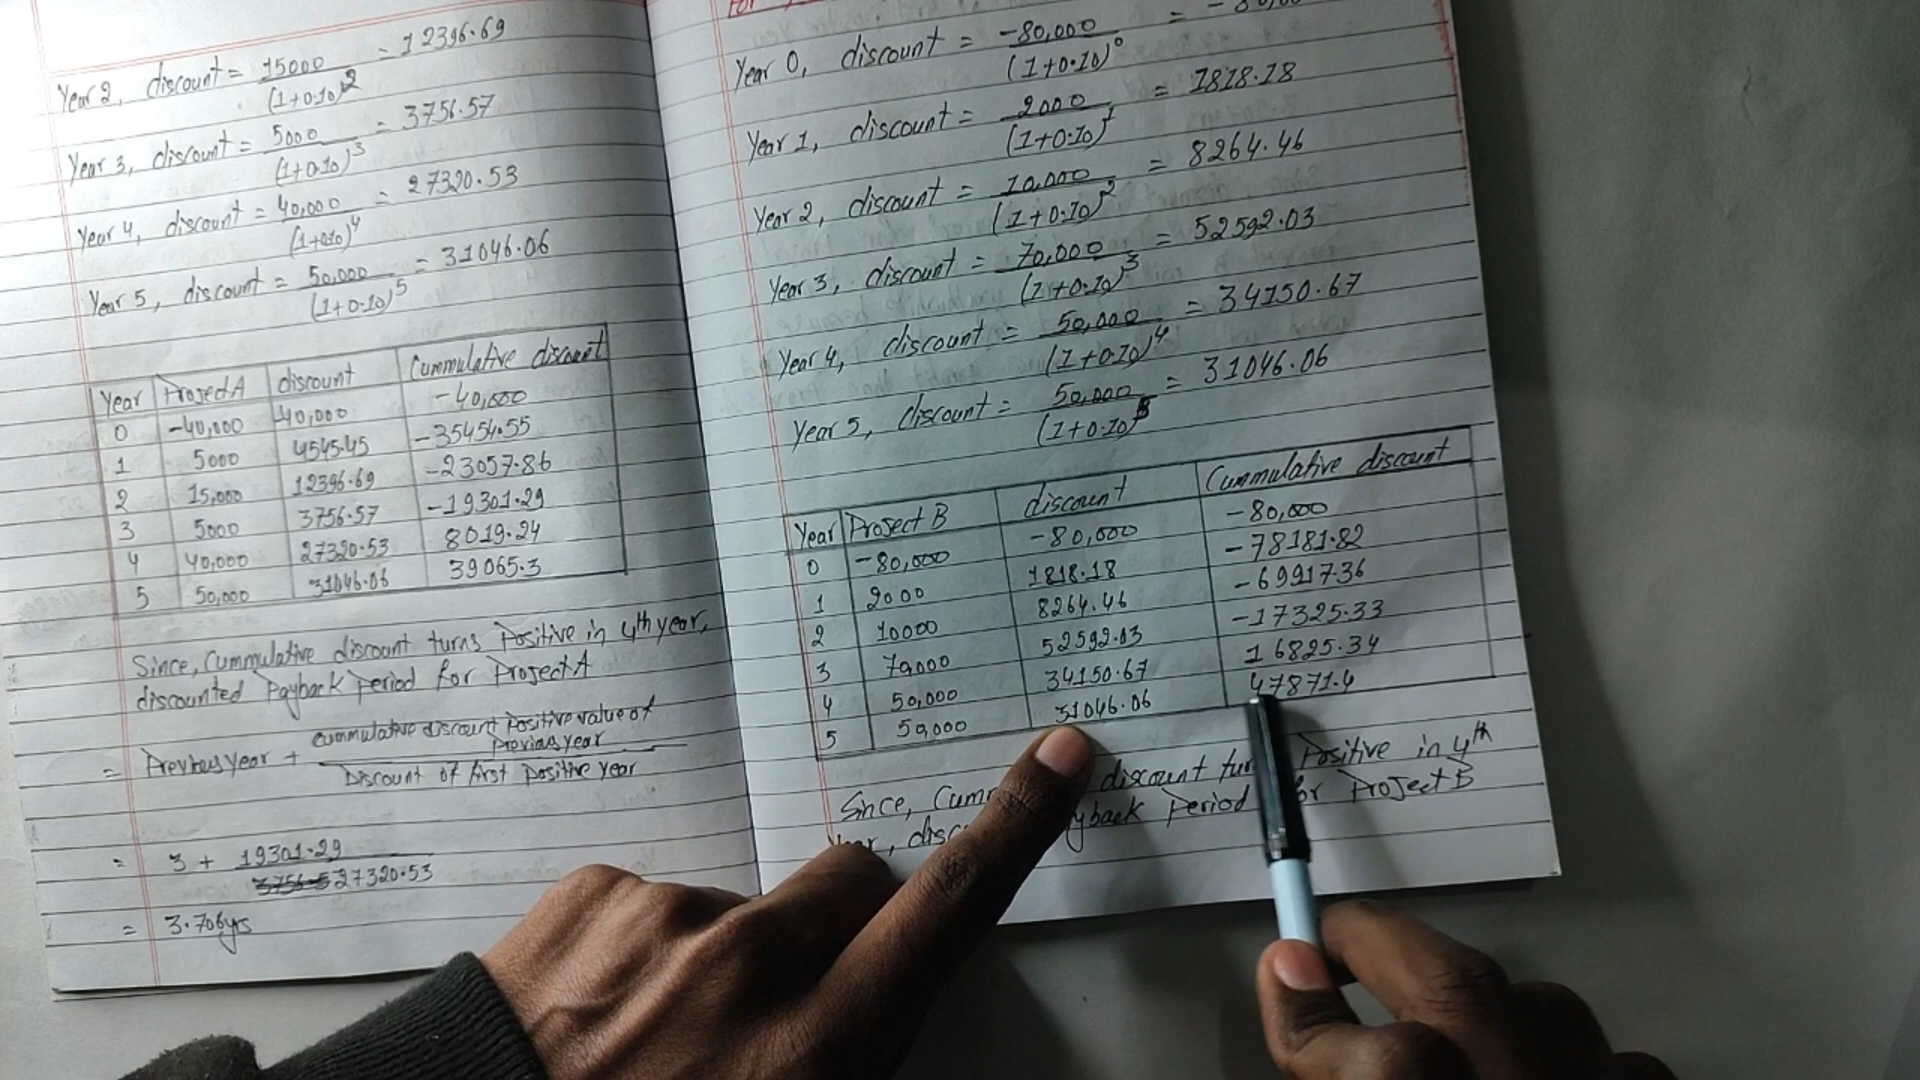 Year 2, discount = 15000 / (1+0.10)^2 = 12396.69
Year 3, discount = 5000 / (1+0.10)^3 = 3756.57
Year 4, discount = 40,000 / (1+0.10)^4 = 27320.53
Year 5, discount = 50,000 / (1+0.10)^5 = 31046.06
Year Project A discount Cummulative discount
0 -40,000 -40,000 -40,000
1 5000 4545.45 -35454.55
2 15,000 12396.69 -23057.86
3 5000 3756.57 -19301.29
4 40,000 27320.53 8019.24
5 50,000 31046.06 39065.3
Since, Cummulative discount turns Positive in 4th year,
discounted Payback Period for Project A
= Previous year + cummulative discount positive value of Previous year / Discount of first positive year
= 3 + 19301.29 / 27320.53
= 3.706yrs
Year 0, discount = -80,000 / (1+0.10)^0 =
Year 1, discount = 2000 / (1+0.10)^1 = 1818.18
Year 2, discount = 10,000 / (1+0.10)^2 = 8264.46
Year 3, discount = 70,000 / (1+0.10)^3 = 52592.03
Year 4, discount = 50,000 / (1+0.10)^4 = 34150.67
Year 5, discount = 50,000 / (1+0.10)^5 = 31046.06
Year Project B discount Cummulative discount
0 -80,000 -80,000 -80,000
1 2000 1818.18 -78181.82
2 10000 8264.46 -69917.36
3 70,000 52592.03 -17325.33
4 50,000 34150.67 16825.34
5 50,000 31046.06 47871.4
Since, discount Positive in 4th
Period for Project B